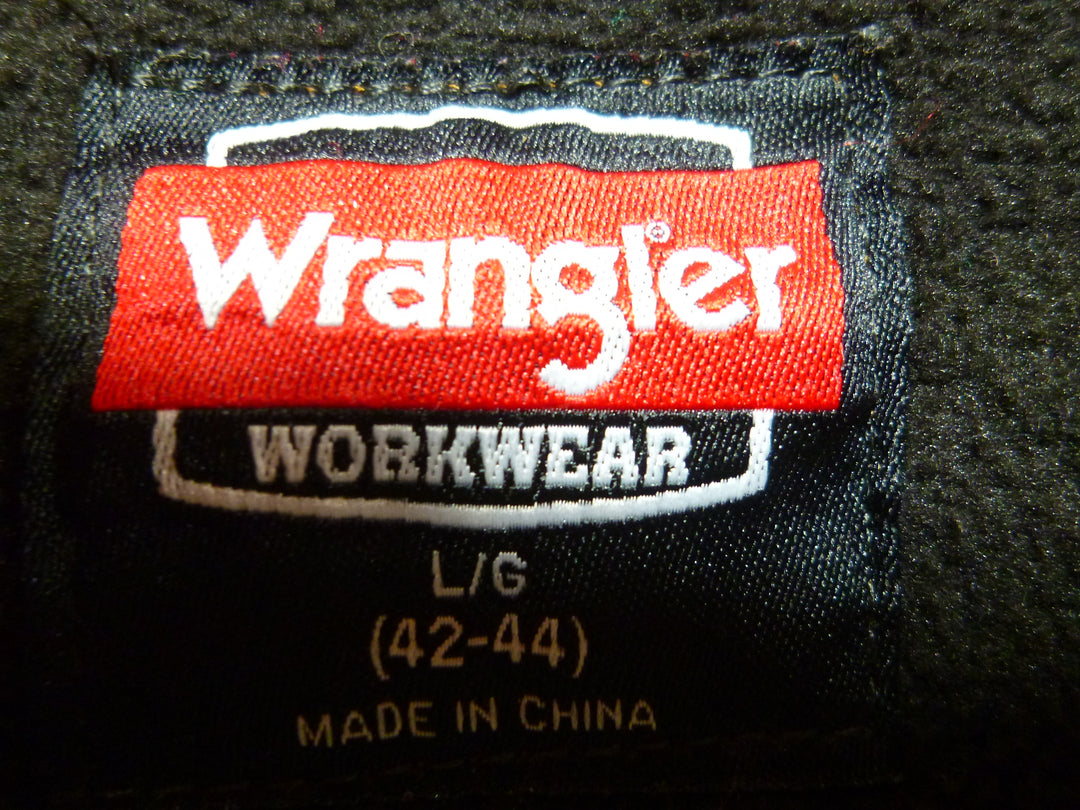 Wrangler®
WORKWEAR
L/G
(42-44)
MADE IN CHINA